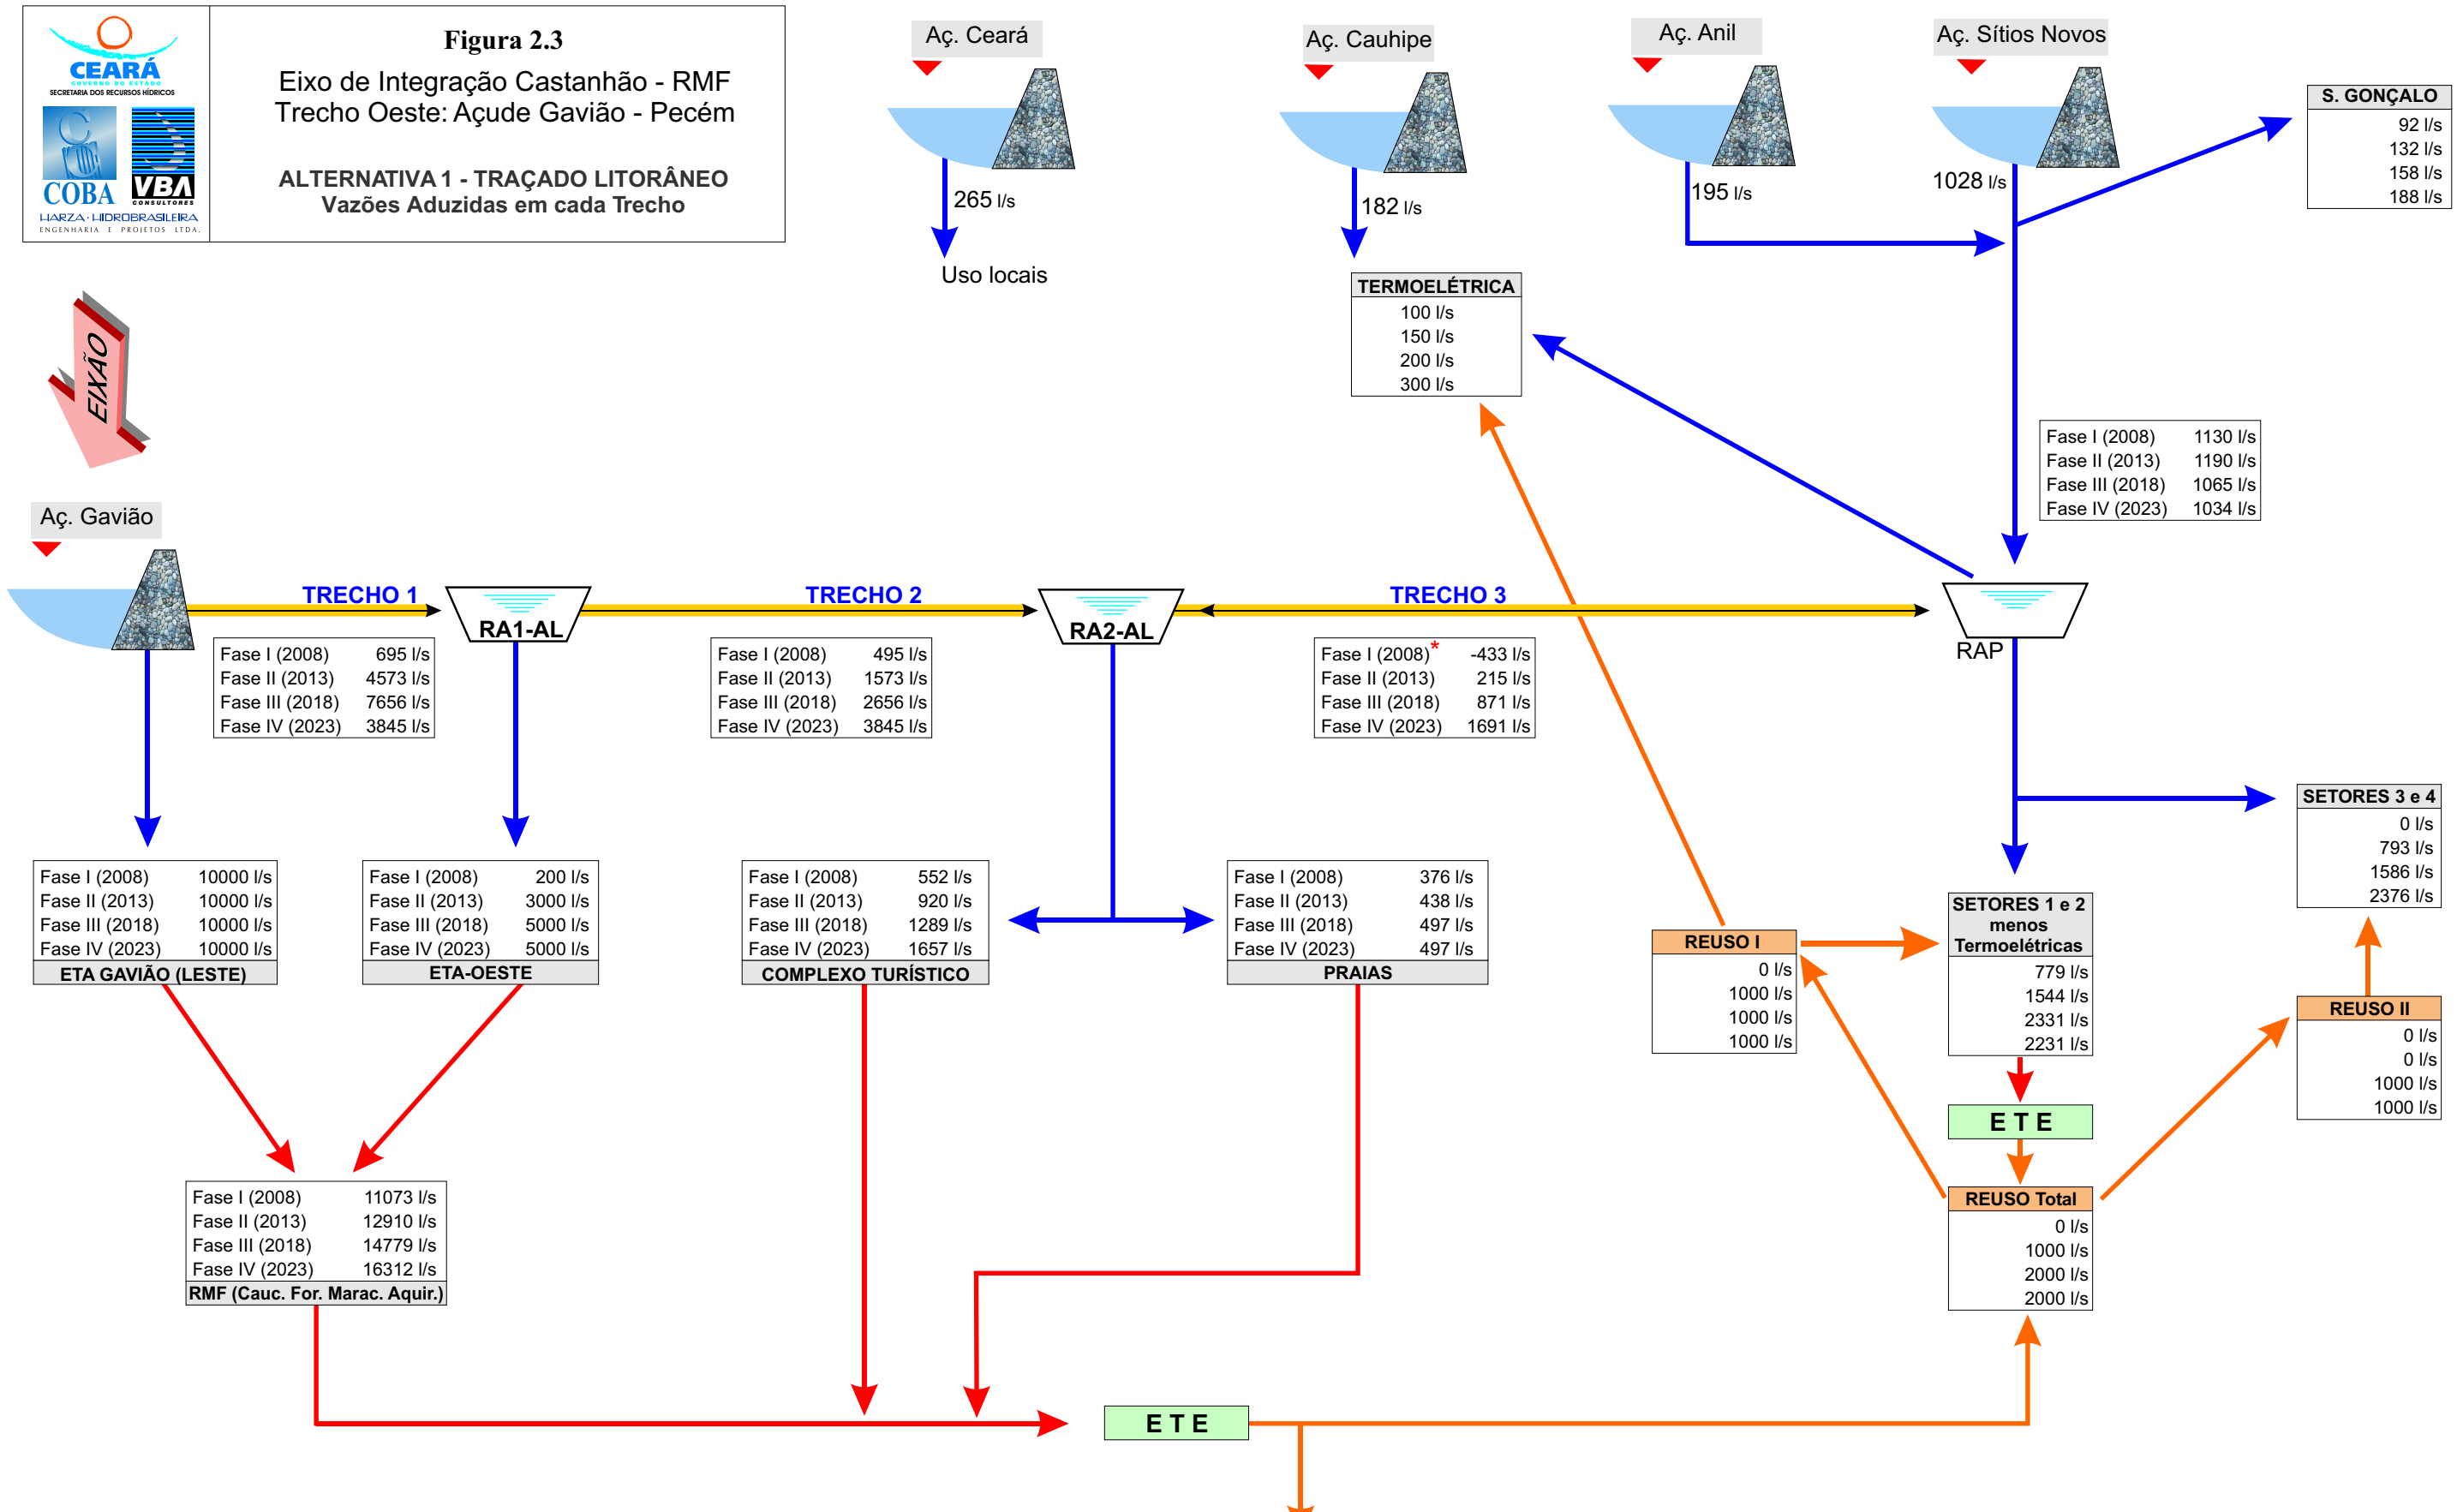 CEARÁ
GOVERNO DO ESTADO
SECRETARIA DOS RECURSOS HÍDRICOS
COBA
VBA
CONSULTORES
HARZA · HIDROBRASILEIRA
ENGENHARIA E PROJETOS LTDA.
Figura 2.3
Eixo de Integração Castanhão - RMF
Trecho Oeste: Açude Gavião - Pecém
ALTERNATIVA 1 - TRAÇADO LITORÂNEO
Vazões Aduzidas em cada Trecho
Aç. Ceará
265 l/s
Uso locais
Aç. Cauhipe
182 l/s
Aç. Anil
195 l/s
Aç. Sítios Novos
1028 l/s
S. GONÇALO
92 l/s
132 l/s
158 l/s
188 l/s
TERMOELÉTRICA
100 l/s
150 l/s
200 l/s
300 l/s
EIXÃO
Fase I (2008) 1130 l/s
Fase II (2013) 1190 l/s
Fase III (2018) 1065 l/s
Fase IV (2023) 1034 l/s
Aç. Gavião
TRECHO 1
RA1-AL
TRECHO 2
RA2-AL
TRECHO 3
RAP
Fase I (2008) 695 l/s
Fase II (2013) 4573 l/s
Fase III (2018) 7656 l/s
Fase IV (2023) 3845 l/s
Fase I (2008) 495 l/s
Fase II (2013) 1573 l/s
Fase III (2018) 2656 l/s
Fase IV (2023) 3845 l/s
Fase I (2008)* -433 l/s
Fase II (2013) 215 l/s
Fase III (2018) 871 l/s
Fase IV (2023) 1691 l/s
SETORES 3 e 4
0 l/s
793 l/s
1586 l/s
2376 l/s
Fase I (2008) 10000 l/s
Fase II (2013) 10000 l/s
Fase III (2018) 10000 l/s
Fase IV (2023) 10000 l/s
ETA GAVIÃO (LESTE)
Fase I (2008) 200 l/s
Fase II (2013) 3000 l/s
Fase III (2018) 5000 l/s
Fase IV (2023) 5000 l/s
ETA-OESTE
Fase I (2008) 552 l/s
Fase II (2013) 920 l/s
Fase III (2018) 1289 l/s
Fase IV (2023) 1657 l/s
COMPLEXO TURÍSTICO
Fase I (2008) 376 l/s
Fase II (2013) 438 l/s
Fase III (2018) 497 l/s
Fase IV (2023) 497 l/s
PRAIAS
REUSO I
0 l/s
1000 l/s
1000 l/s
1000 l/s
SETORES 1 e 2
menos
Termoelétricas
779 l/s
1544 l/s
2331 l/s
2231 l/s
REUSO II
0 l/s
0 l/s
1000 l/s
1000 l/s
E T E
REUSO Total
0 l/s
1000 l/s
2000 l/s
2000 l/s
Fase I (2008) 11073 l/s
Fase II (2013) 12910 l/s
Fase III (2018) 14779 l/s
Fase IV (2023) 16312 l/s
RMF (Cauc. For. Marac. Aquir.)
E T E